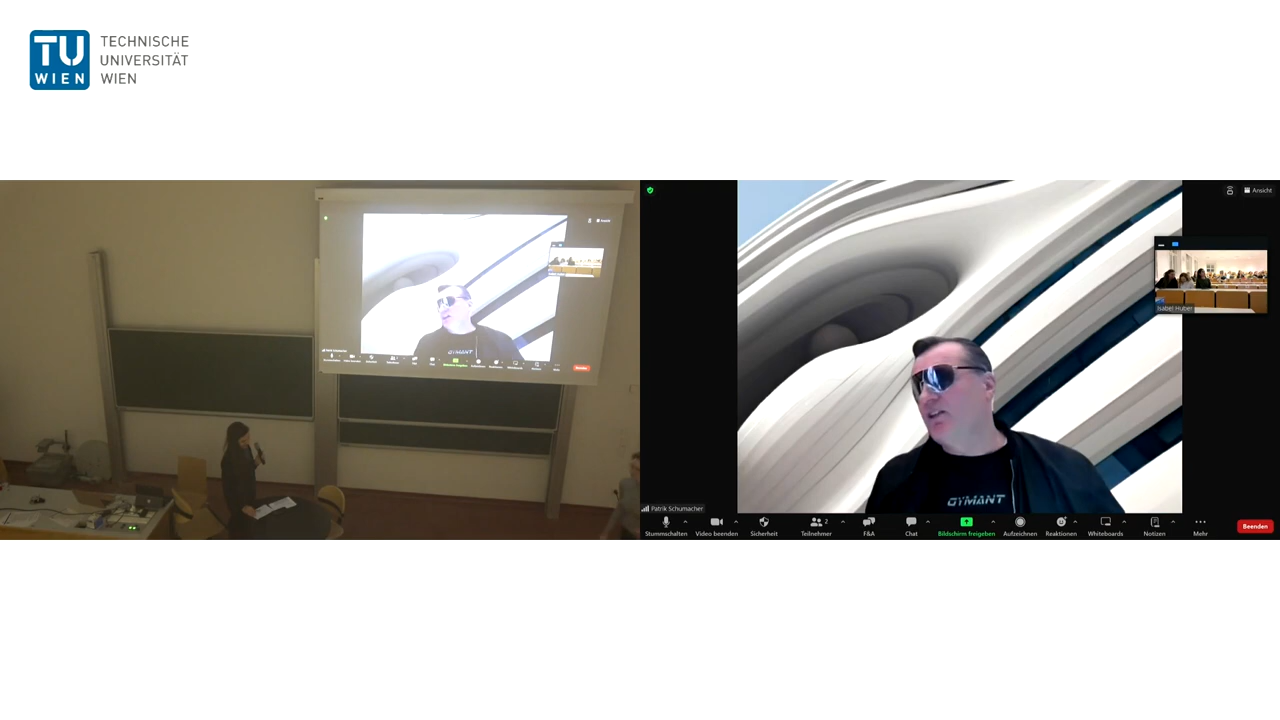 TU
WIEN
TECHNISCHE
UNIVERSITÄT
WIEN
Ansicht
Isabel Huber
DYMANT
Patrik Schumacher
Stummschalten
Video beenden
Sicherheit
2
Teilnehmer
F&A
Chat
Bildschirm freigeben
Aufzeichnen
Reaktionen
Whiteboards
Notizen
Mehr
Beenden